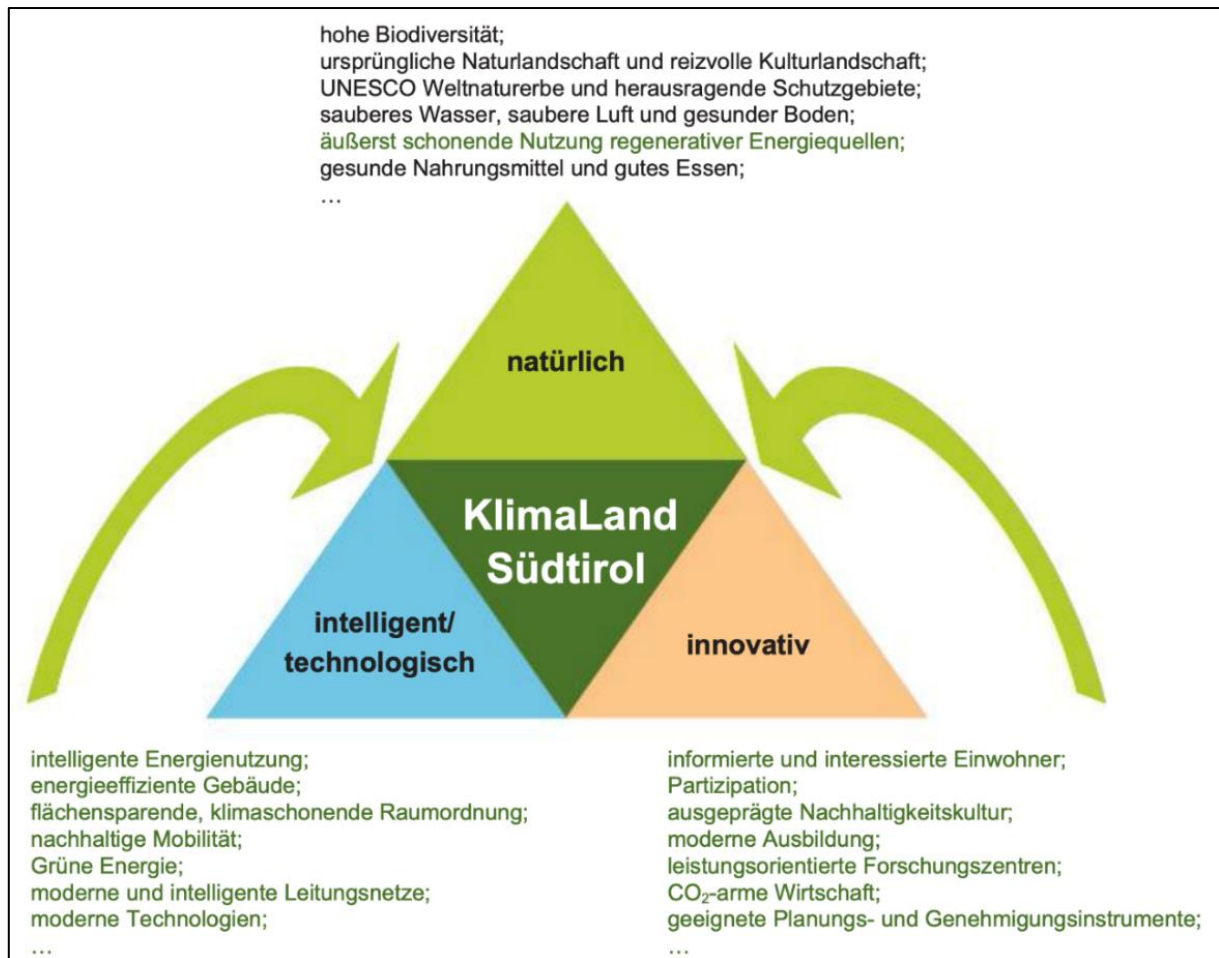 hohe Biodiversität;
ursprüngliche Naturlandschaft und reizvolle Kulturlandschaft;
UNESCO Weltnaturerbe und herausragende Schutzgebiete;
sauberes Wasser, saubere Luft und gesunder Boden;
äußerst schonende Nutzung regenerativer Energiequellen;
gesunde Nahrungsmittel und gutes Essen;
…
natürlich
KlimaLand
Südtirol
intelligent/
technologisch
innovativ
intelligente Energienutzung;
energieeffiziente Gebäude;
flächensparende, klimaschonende Raumordnung;
nachhaltige Mobilität;
Grüne Energie;
moderne und intelligente Leitungsnetze;
moderne Technologien;
…
informierte und interessierte Einwohner;
Partizipation;
ausgeprägte Nachhaltigkeitskultur;
moderne Ausbildung;
leistungsorientierte Forschungszentren;
CO₂-arme Wirtschaft;
geeignete Planungs- und Genehmigungsinstrumente;
…